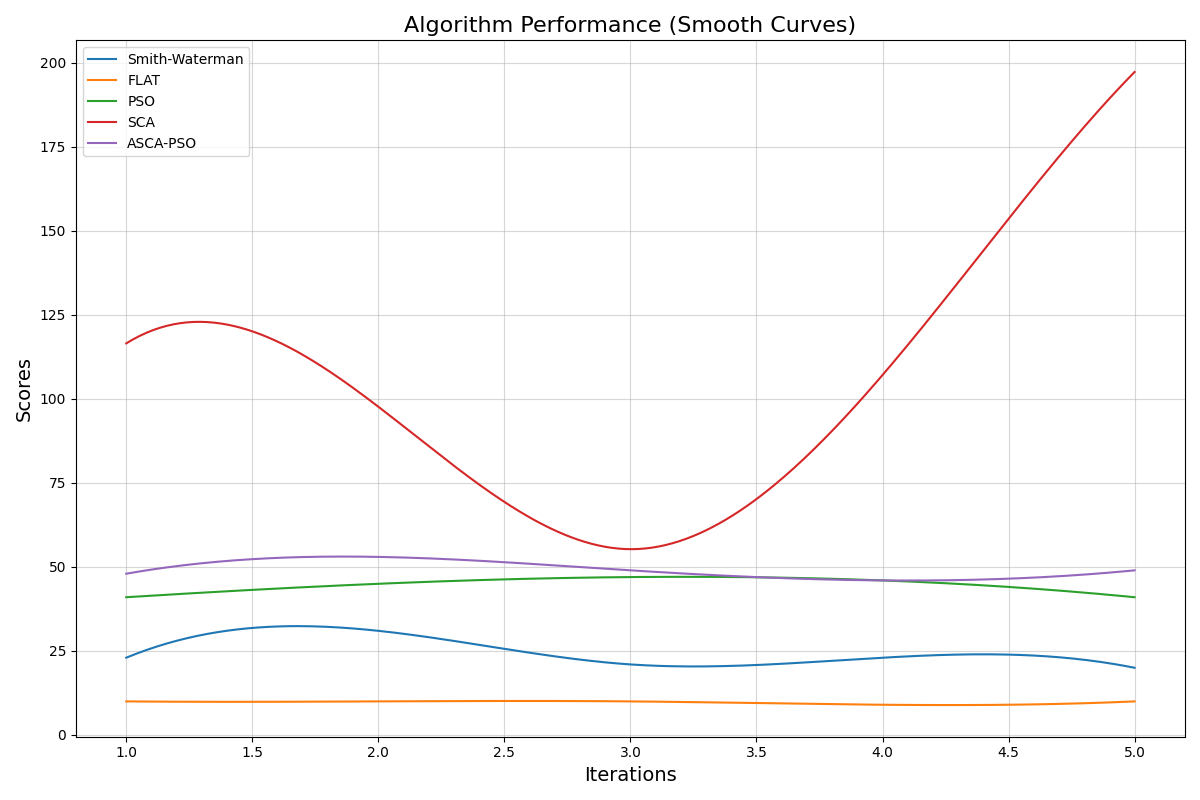 Algorithm Performance (Smooth Curves)
Smith-Waterman
FLAT
PSO
SCA
ASCA-PSO
200
175
150
125
100
75
50
25
0
Scores
1.0 1.5 2.0 2.5 3.0 3.5 4.0 4.5 5.0
Iterations